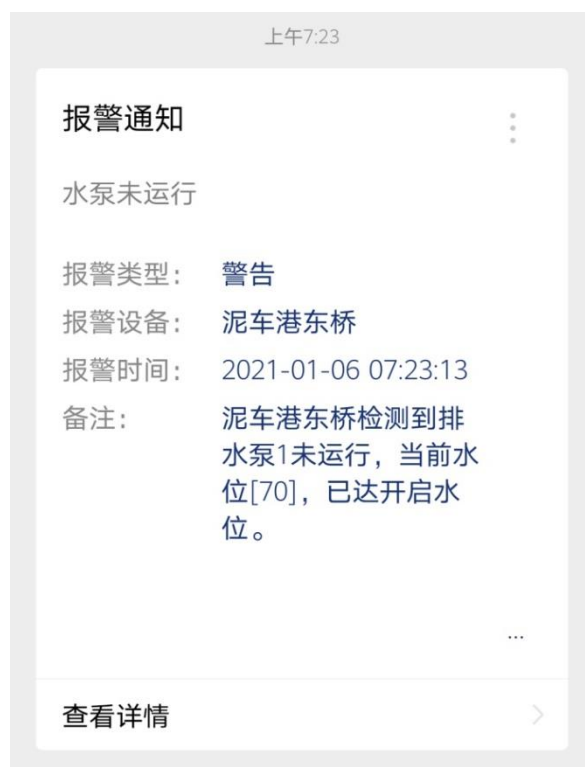 上午7:23
报警通知
水泵未运行
报警类型： 警告
报警设备： 泥车港东桥
报警时间： 2021-01-06 07:23:13
备注： 泥车港东桥检测到排
水泵1未运行，当前水
位[70]，已达开启水
位。
...
查看详情